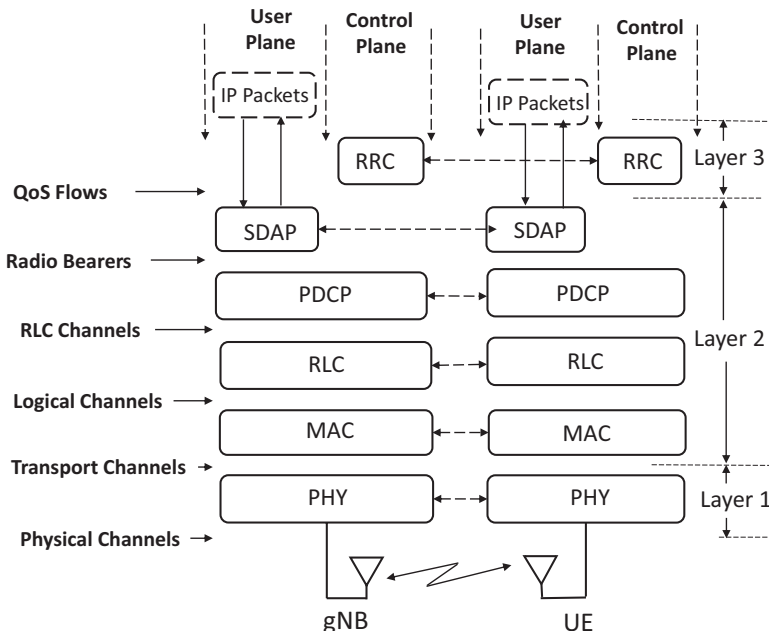 User
Plane
Control
Plane
User
Plane
Control
Plane
IP Packets
IP Packets
RRC
RRC
Layer 3
QoS Flows
SDAP
SDAP
Radio Bearers
PDCP
PDCP
RLC Channels
Layer 2
RLC
RLC
Logical Channels
MAC
MAC
Transport Channels
PHY
PHY
Layer 1
Physical Channels
gNB
UE